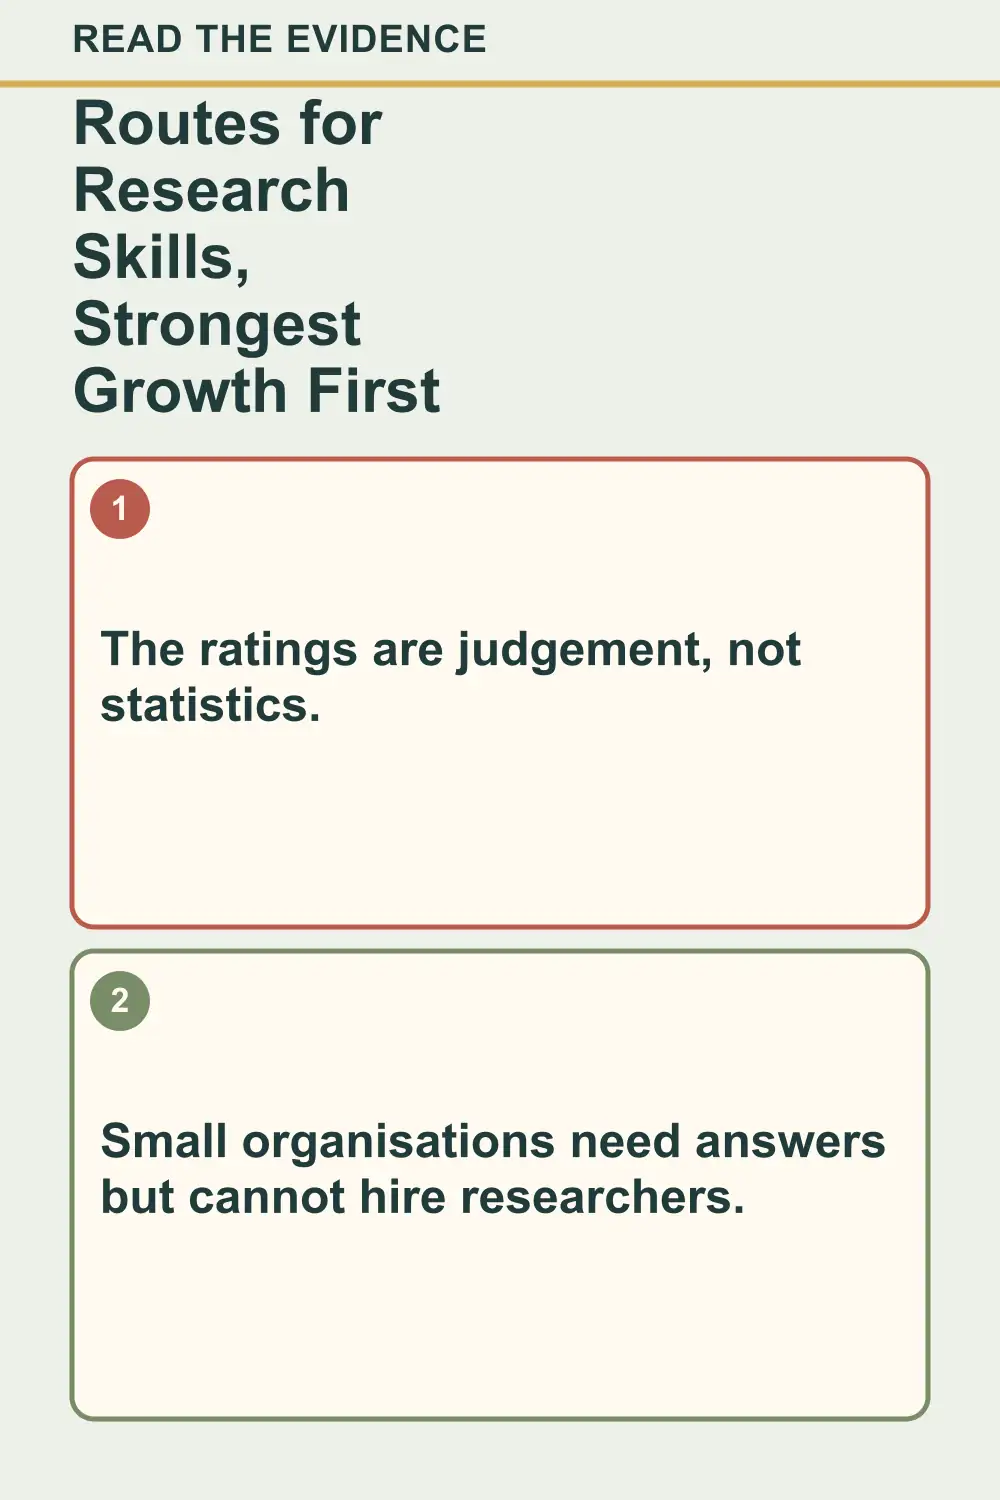 READ THE EVIDENCE
Routes for
Research
Skills,
Strongest
Growth First
1
The ratings are judgement, not
statistics.
2
Small organisations need answers
but cannot hire researchers.